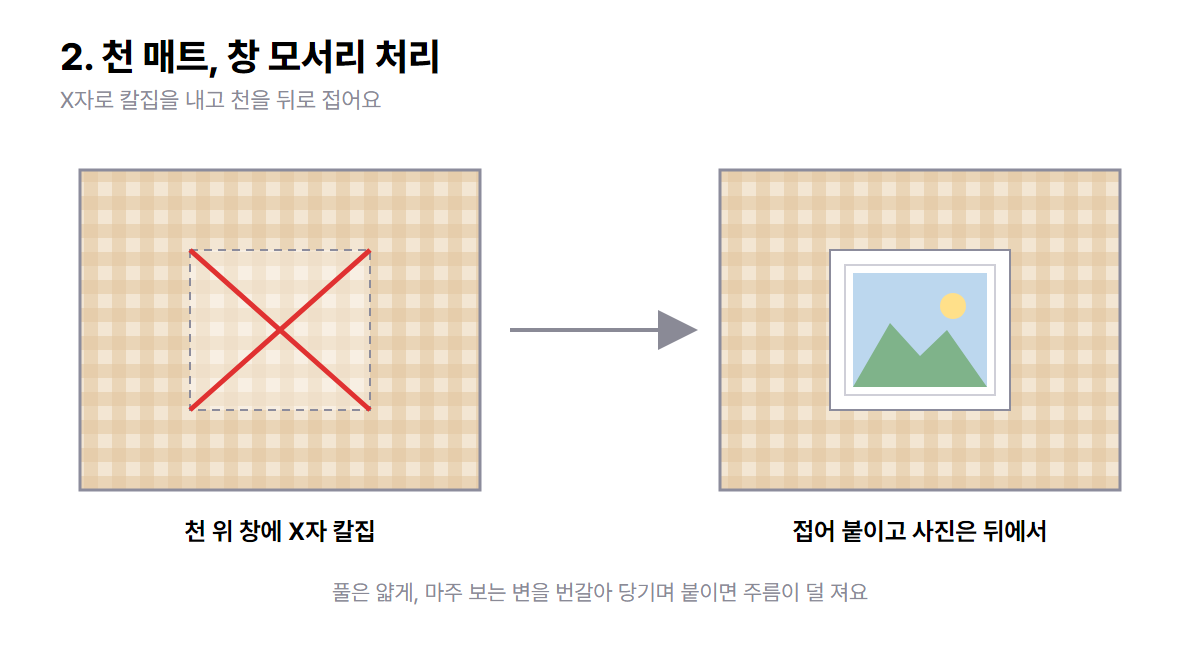 2. 천 매트, 창 모서리 처리
X자로 칼집을 내고 천을 뒤로 접어요
천 위 창에 X자 칼집
접어 붙이고 사진은 뒤에서
풀은 얇게, 마주 보는 변을 번갈아 당기며 붙이면 주름이 덜 져요